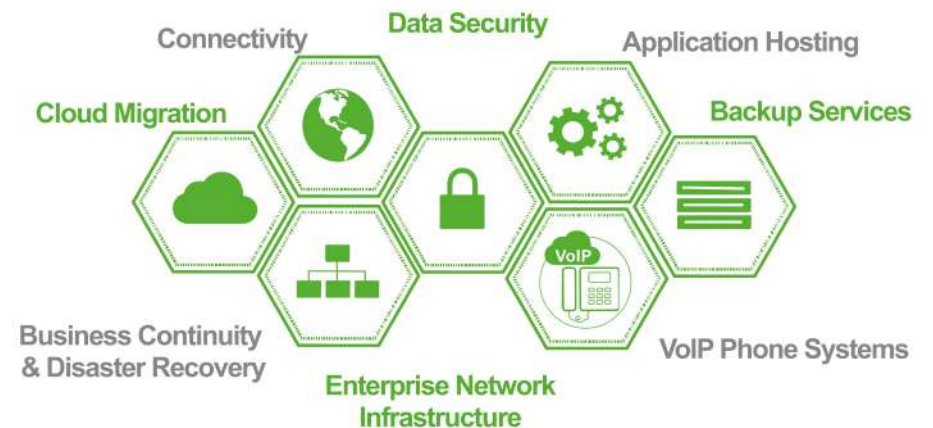 Data Security
Connectivity
Application Hosting
Cloud Migration
Backup Services
VoIP
Business Continuity
& Disaster Recovery
VoIP Phone Systems
Enterprise Network
Infrastructure